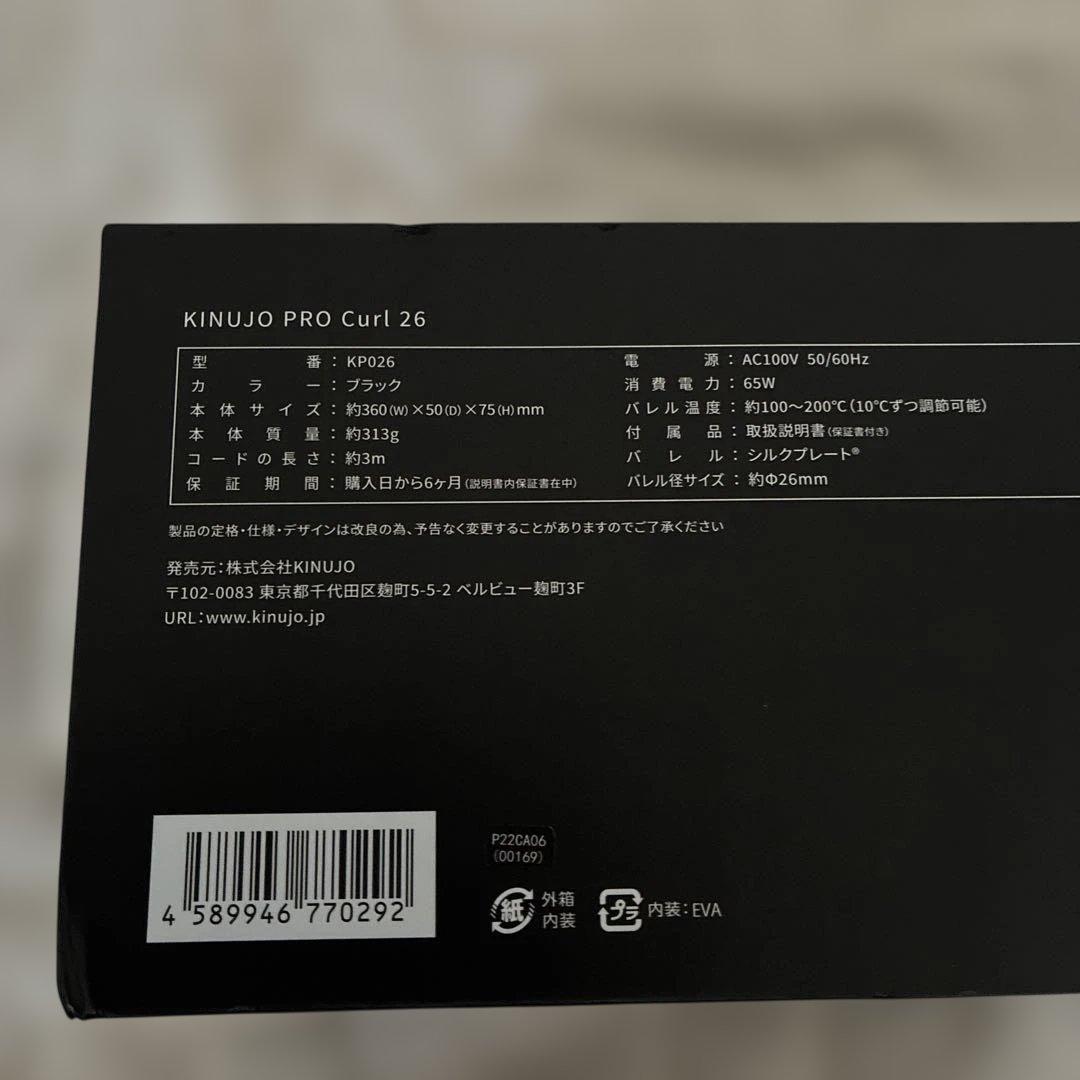 KINUJO PRO Curl 26
型番：KP026
カラー：ブラック
本体サイズ：約360(W)×50(D)×75(H)mm
本体質量：約313g
コードの長さ：約3m
保証期間：購入日から6ヶ月(説明書内保証書在中)
電源：AC100V 50/60Hz
消費電力：65W
バレル温度：約100〜200℃(10℃ずつ調節可能)
付属品：取扱説明書(保証書付き)
バレル：シルクプレート®
バレル径サイズ：約Φ26mm
製品の定格・仕様・デザインは改良の為、予告なく変更することがありますのでご了承ください
発売元：株式会社KINUJO
〒102-0083 東京都千代田区麹町5-5-2 ベルビュー麹町3F
URL：www.kinujo.jp
P22CA06
(00169)
紙 外箱
内装
プラ 内装：EVA
4 589946 770292